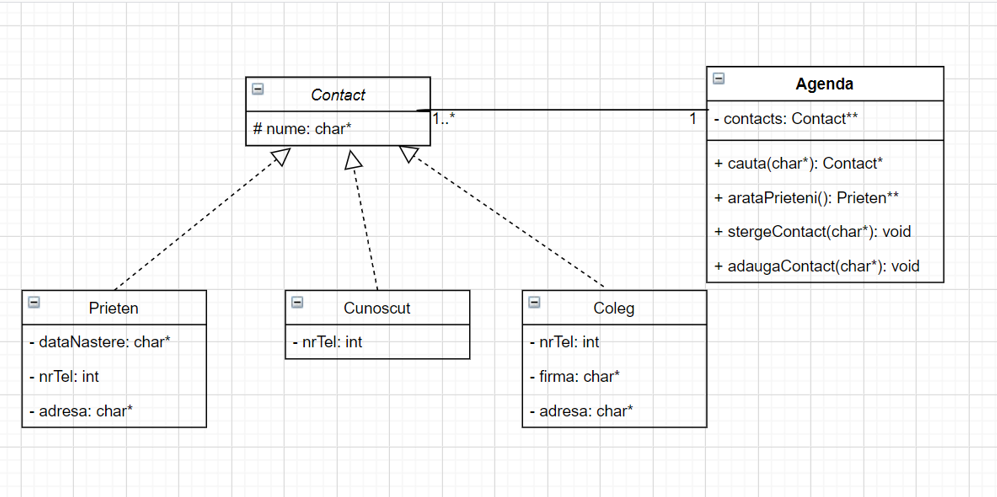 Contact
# nume: char*
1..*
1
Agenda
- contacts: Contact**
+ cauta(char*): Contact*
+ arataPrieteni(): Prieten**
+ stergeContact(char*): void
+ adaugaContact(char*): void
Prieten
- dataNastere: char*
- nrTel: int
- adresa: char*
Cunoscut
- nrTel: int
Coleg
- nrTel: int
- firma: char*
- adresa: char*